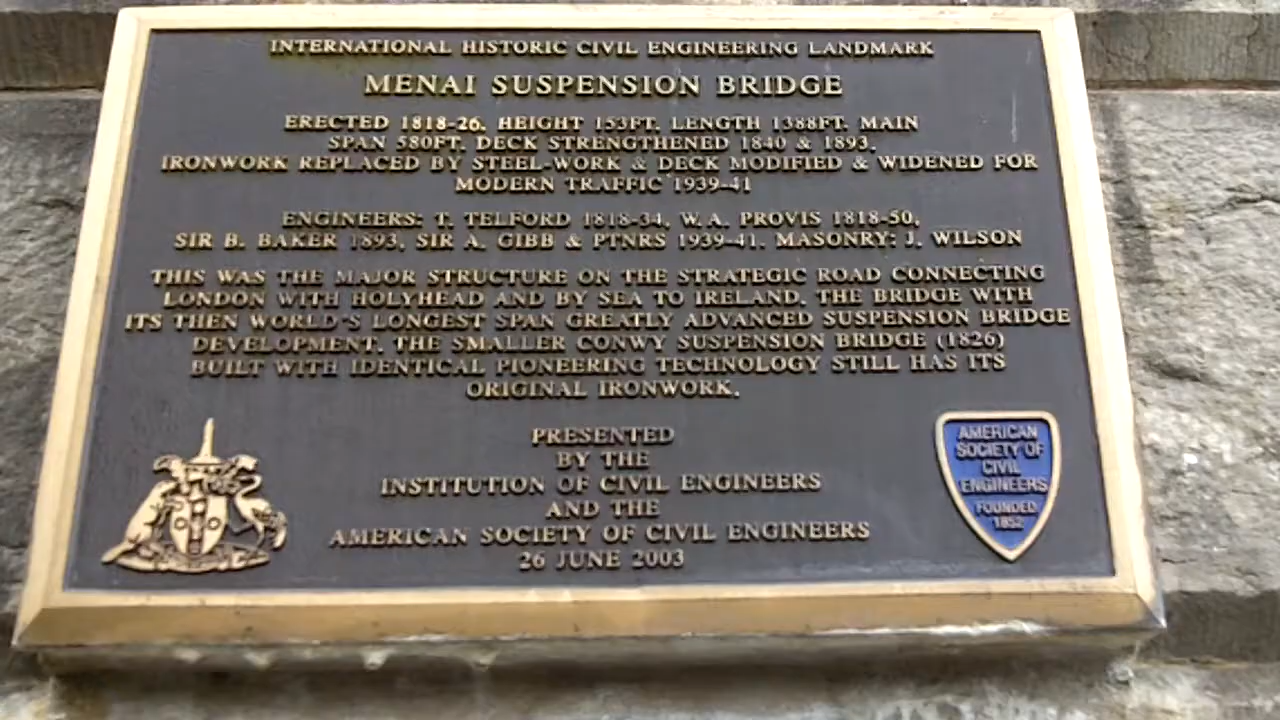 INTERNATIONAL HISTORIC CIVIL ENGINEERING LANDMARK
MENAI SUSPENSION BRIDGE
ERECTED 1818-26. HEIGHT 153FT. LENGTH 1388FT. MAIN
SPAN 580FT. DECK STRENGTHENED 1840 & 1893.
IRONWORK REPLACED BY STEEL-WORK & DECK MODIFIED & WIDENED FOR
MODERN TRAFFIC 1939-41
ENGINEERS: T. TELFORD 1818-34, W.A. PROVIS 1818-50,
SIR B. BAKER 1893, SIR A. GIBB & PTNRS 1939-41. MASONRY: J. WILSON
THIS WAS THE MAJOR STRUCTURE ON THE STRATEGIC ROAD CONNECTING
LONDON WITH HOLYHEAD AND BY SEA TO IRELAND. THE BRIDGE WITH
ITS THEN WORLD'S LONGEST SPAN GREATLY ADVANCED SUSPENSION BRIDGE
DEVELOPMENT. THE SMALLER CONWY SUSPENSION BRIDGE (1826)
BUILT WITH IDENTICAL PIONEERING TECHNOLOGY STILL HAS ITS
ORIGINAL IRONWORK.
PRESENTED
BY THE
INSTITUTION OF CIVIL ENGINEERS
AND THE
AMERICAN SOCIETY OF CIVIL ENGINEERS
26 JUNE 2003
AMERICAN
SOCIETY OF
CIVIL
ENGINEERS
FOUNDED
1852